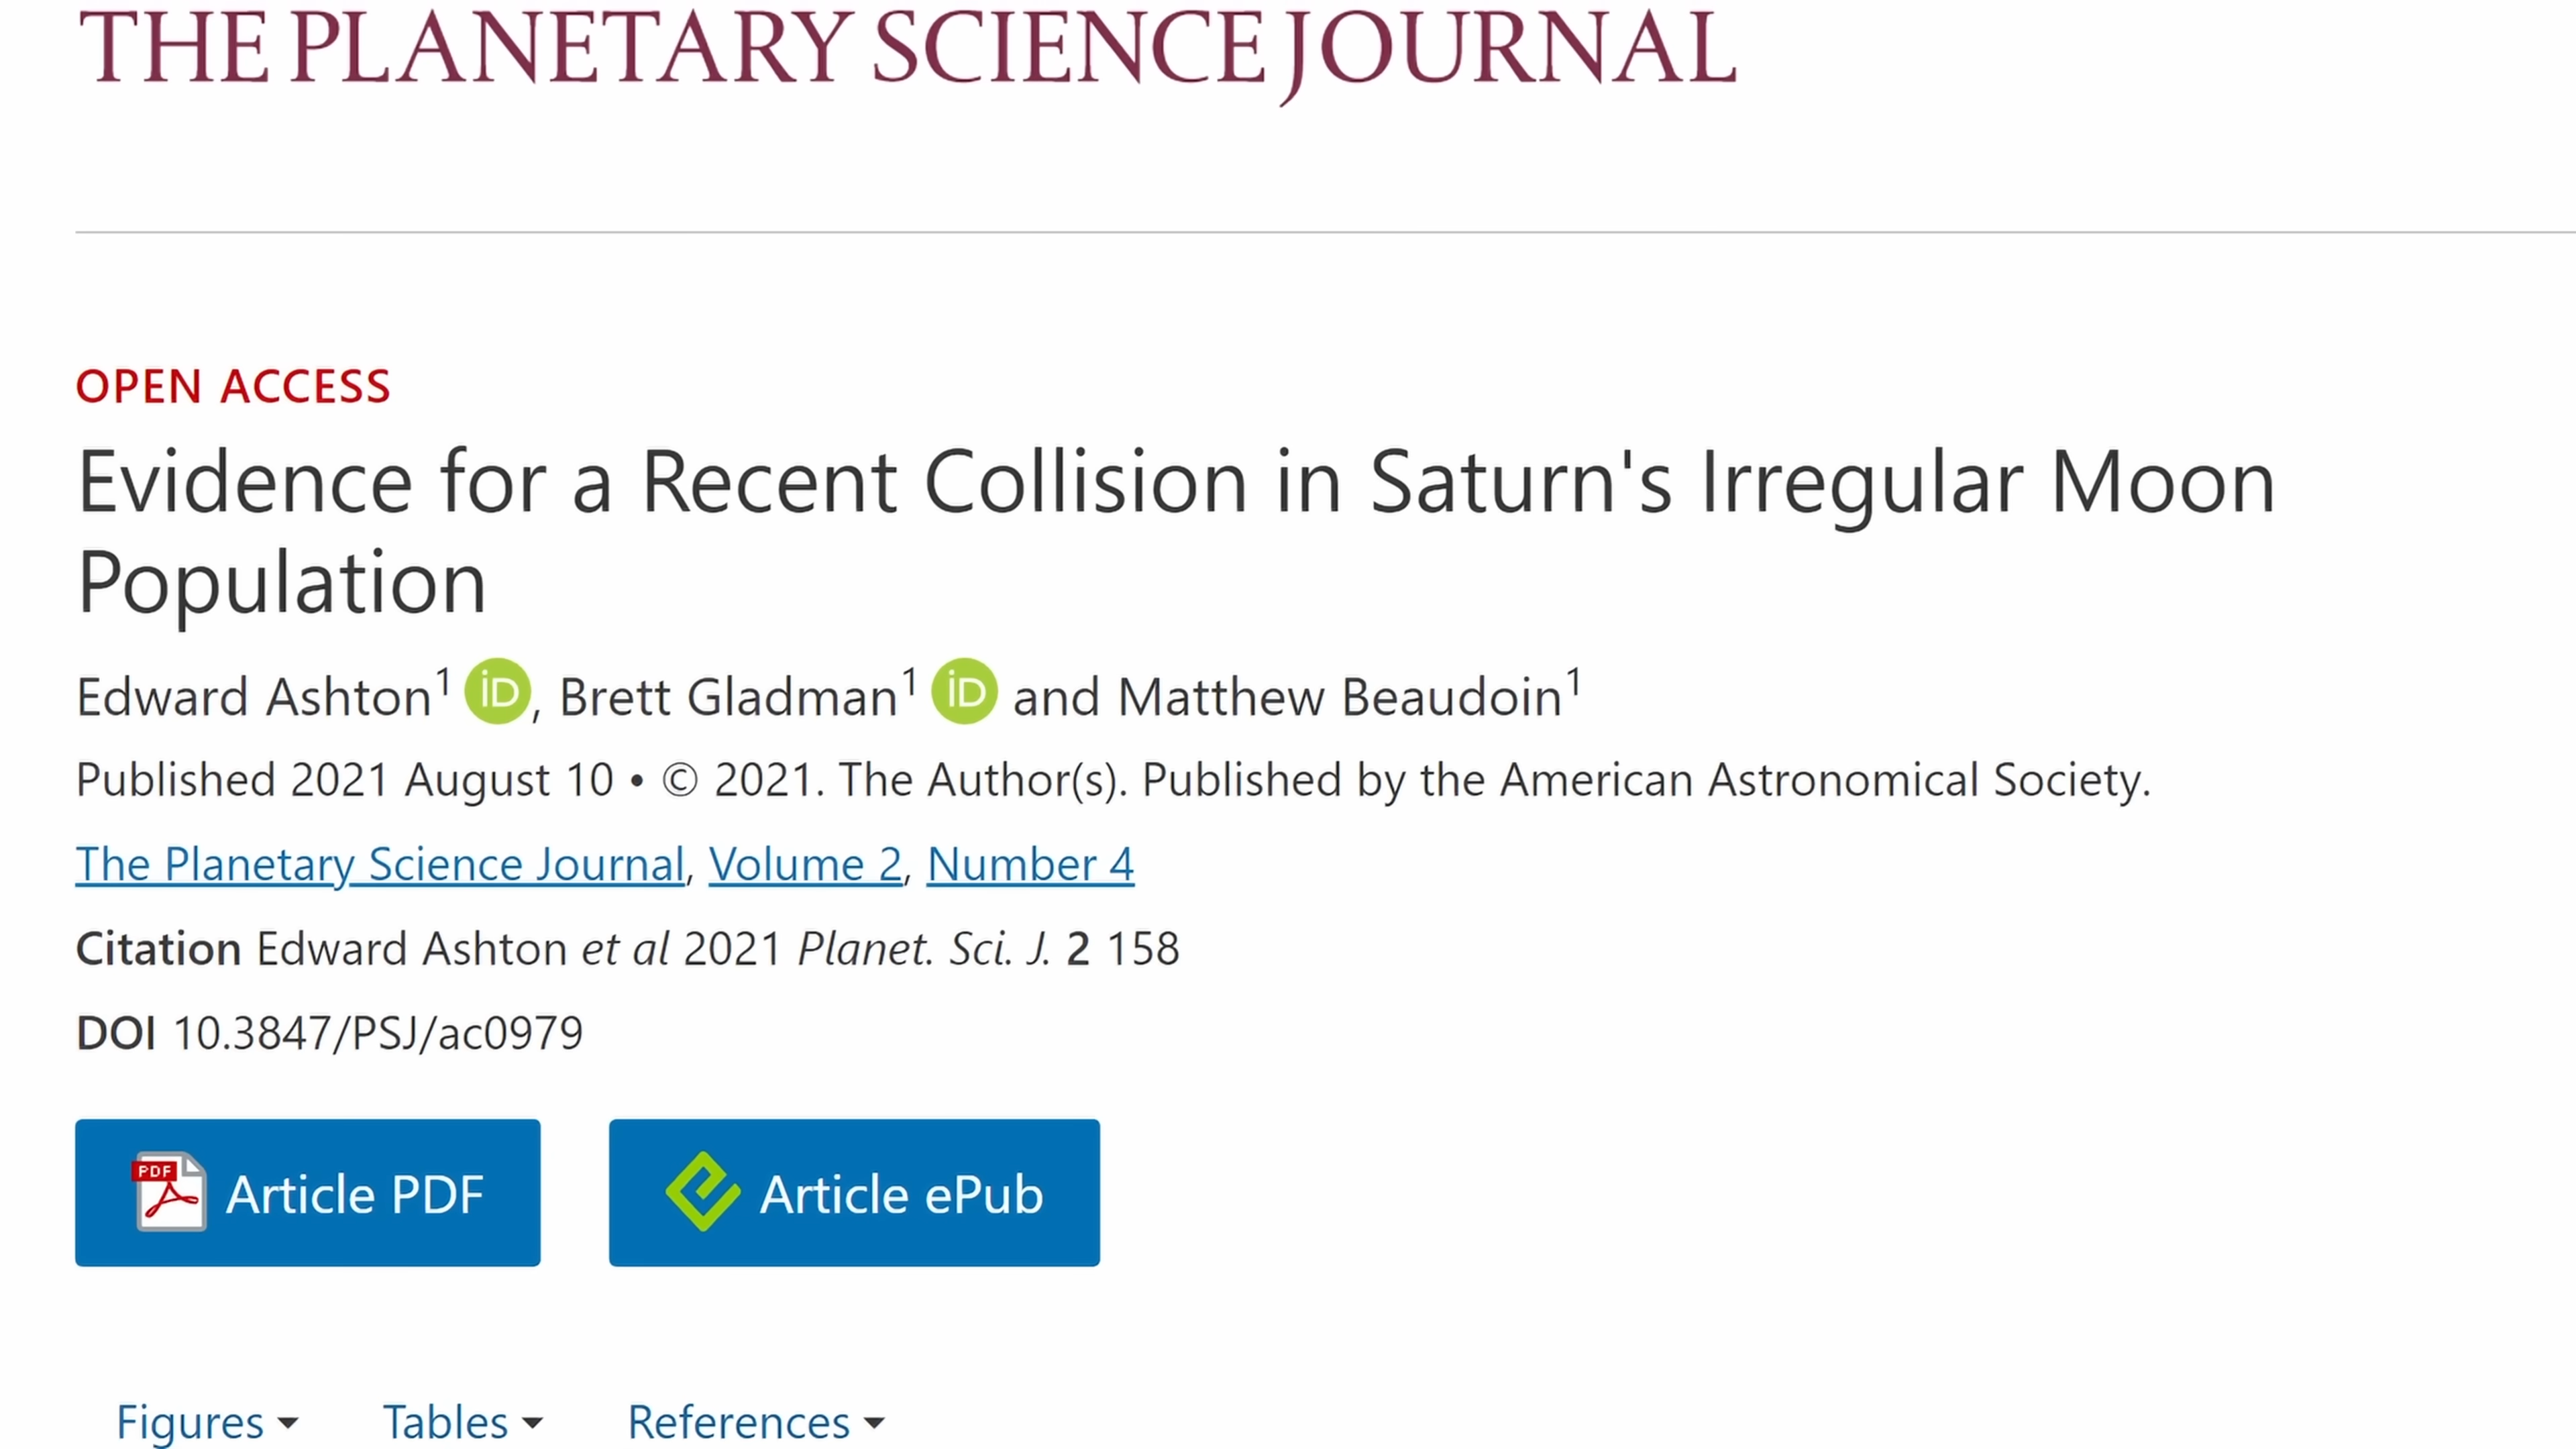 THE PLANETARY SCIENCE JOURNAL
OPEN ACCESS
Evidence for a Recent Collision in Saturn's Irregular Moon
Population
Edward Ashton1 iD, Brett Gladman1 iD and Matthew Beaudoin1
Published 2021 August 10 • © 2021. The Author(s). Published by the American Astronomical Society.
The Planetary Science Journal, Volume 2, Number 4
Citation Edward Ashton et al 2021 Planet. Sci. J. 2 158
DOI 10.3847/PSJ/ac0979
PDF Article PDF Article ePub
Figures Tables References